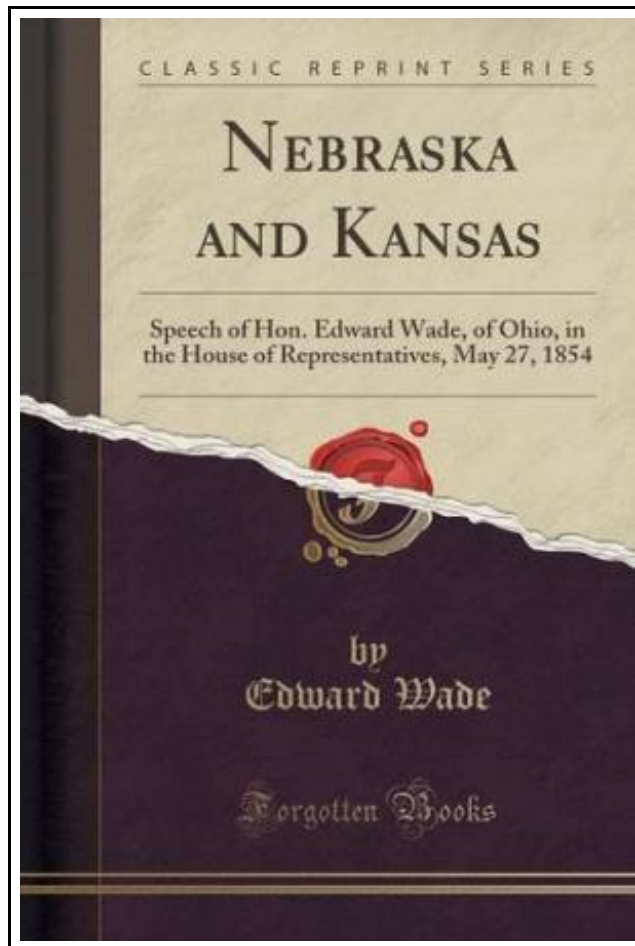 CLASSIC REPRINT SERIES
NEBRASKA
AND KANSAS
Speech of Hon. Edward Wade, of Ohio, in
the House of Representatives, May 27, 1854
by
Edward Wade
Forgotten Books